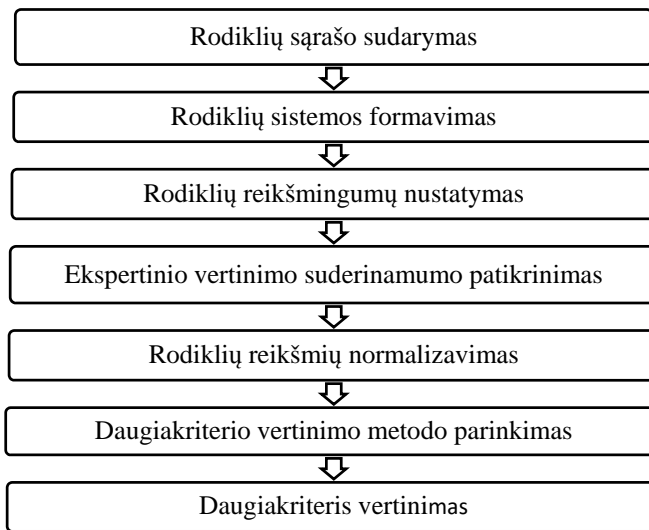 Rodiklių sąrašo sudarymas
Rodiklių sistemos formavimas
Rodiklių reikšmingumų nustatymas
Ekspertinio vertinimo suderinamumo patikrinimas
Rodiklių reikšmių normalizavimas
Daugiakriterio vertinimo metodo parinkimas
Daugiakriteris vertinimas